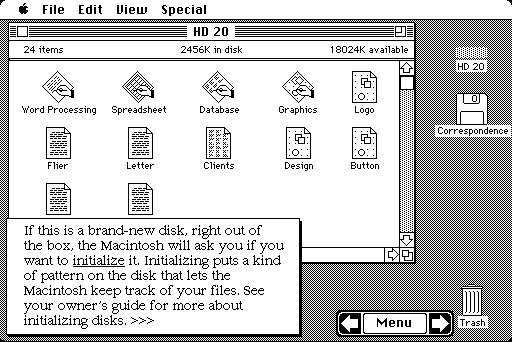 File Edit View Special
HD 20
24 items 2456K in disk 18024K available
Word Processing Spreadsheet Database Graphics Logo
HD 20
Correspondence
Flier Letter Clients Design Button
If this is a brand-new disk, right out of
the box, the Macintosh will ask you if you
want to initialize it. Initializing puts a kind
of pattern on the disk that lets the
Macintosh keep track of your files. See
your owner's guide for more about
initializing disks. >>>
Menu
Trash